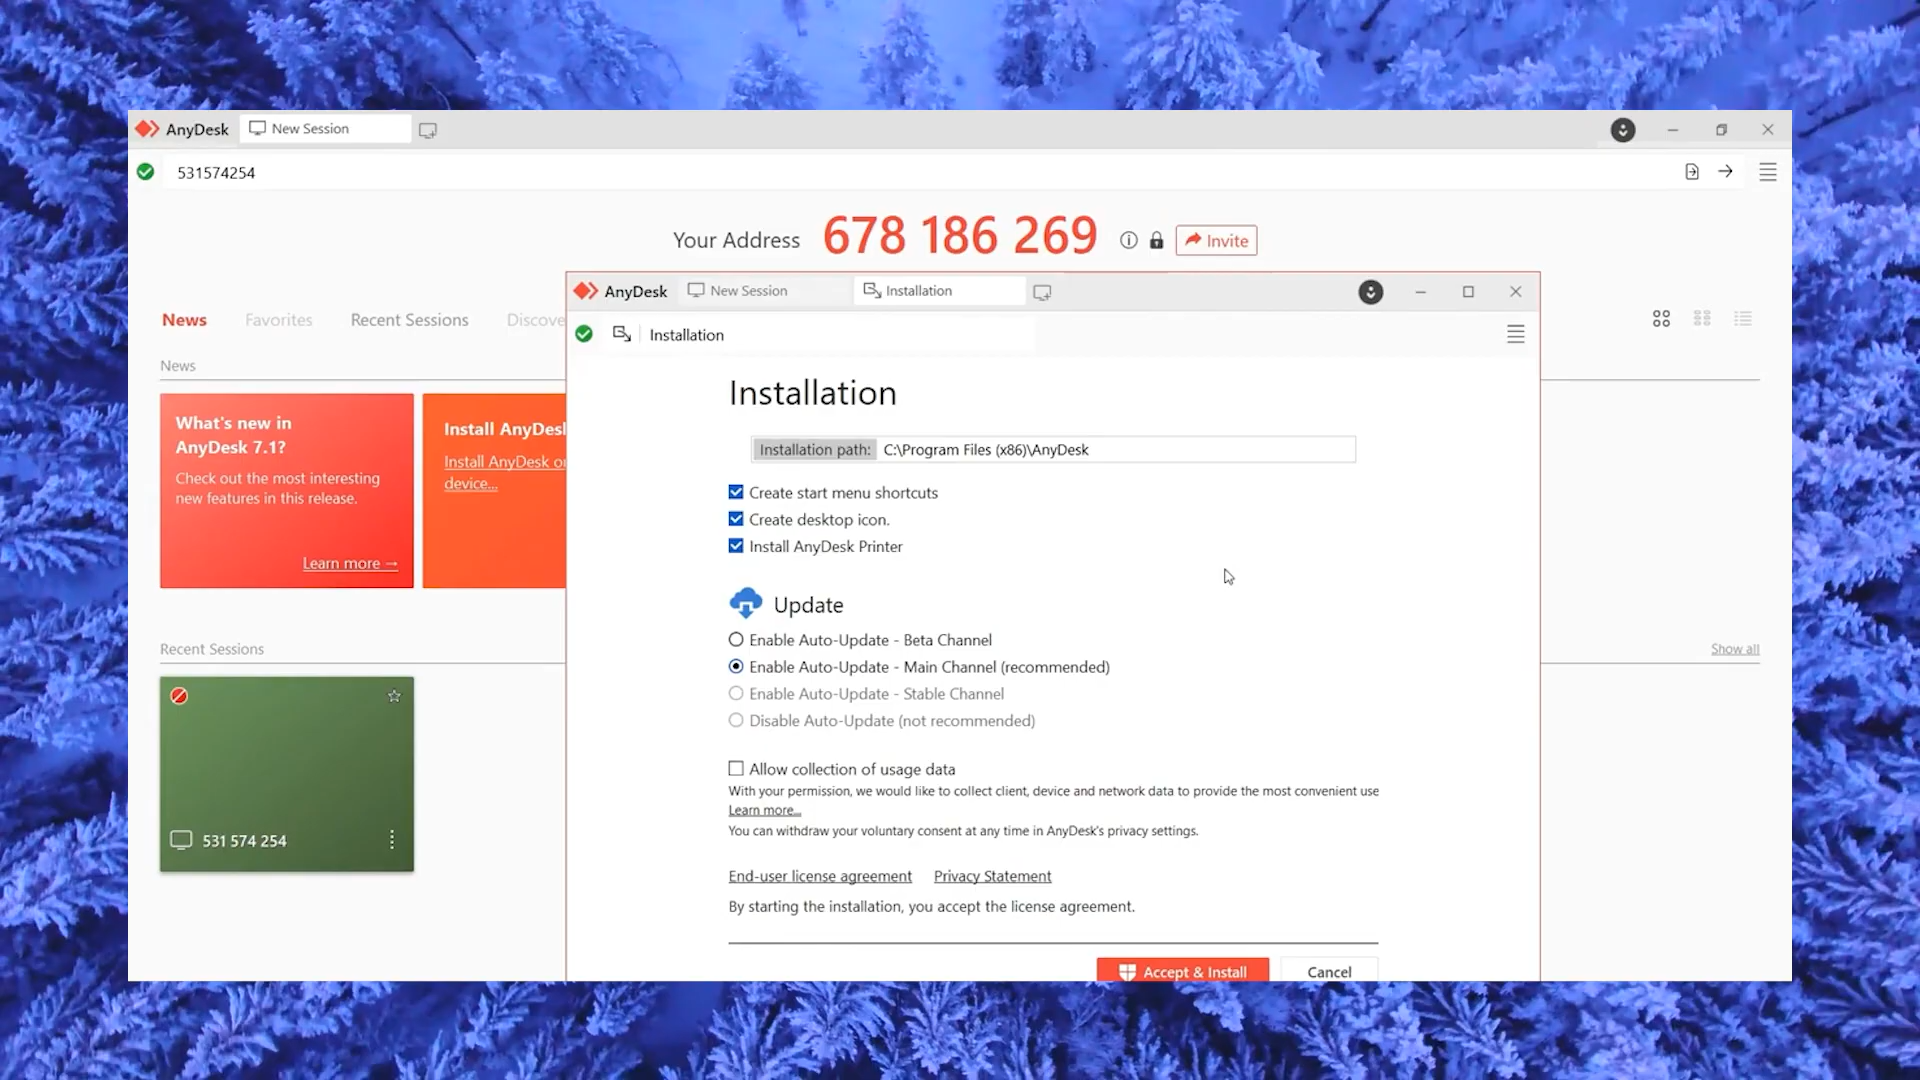 AnyDesk
New Session
531574254
Your Address
678 186 269
Invite
News
Favorites
Recent Sessions
Discove
News
What's new in
AnyDesk 7.1?
Check out the most interesting
new features in this release.
Learn more →
Install AnyDesk
Install AnyDesk o
device...
Recent Sessions
Show all
531 574 254
AnyDesk
New Session
Installation
Installation
Installation
Installation path: C:\Program Files (x86)\AnyDesk
Create start menu shortcuts
Create desktop icon.
Install AnyDesk Printer
Update
Enable Auto-Update - Beta Channel
Enable Auto-Update - Main Channel (recommended)
Enable Auto-Update - Stable Channel
Disable Auto-Update (not recommended)
Allow collection of usage data
With your permission, we would like to collect client, device and network data to provide the most convenient use
Learn more...
You can withdraw your voluntary consent at any time in AnyDesk's privacy settings.
End-user license agreement Privacy Statement
By starting the installation, you accept the license agreement.
Accept & Install
Cancel